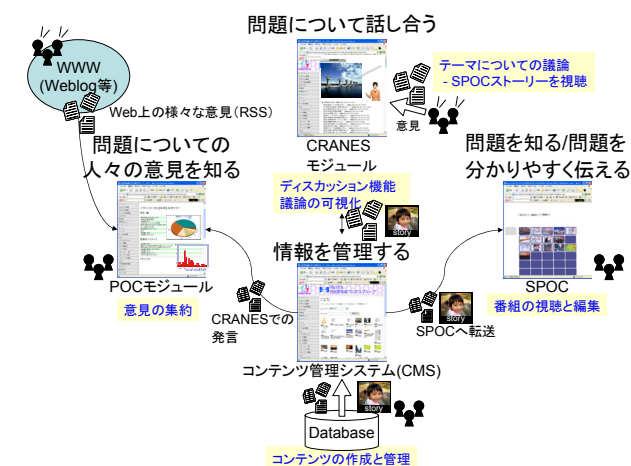 問題について話し合う
WWW
(Weblog等)
Web上の様々な意見(RSS)
テーマについての議論
- SPOCストーリーを視聴
意見
CRANES
モジュール
ディスカッション機能
議論の可視化
問題についての
人々の意見を知る
問題を知る/問題を
分かりやすく伝える
story
情報を管理する
POCモジュール
意見の集約
CRANESでの
発言
story
SPOCへ転送
SPOC
番組の視聴と編集
コンテンツ管理システム(CMS)
story
Database
コンテンツの作成と管理